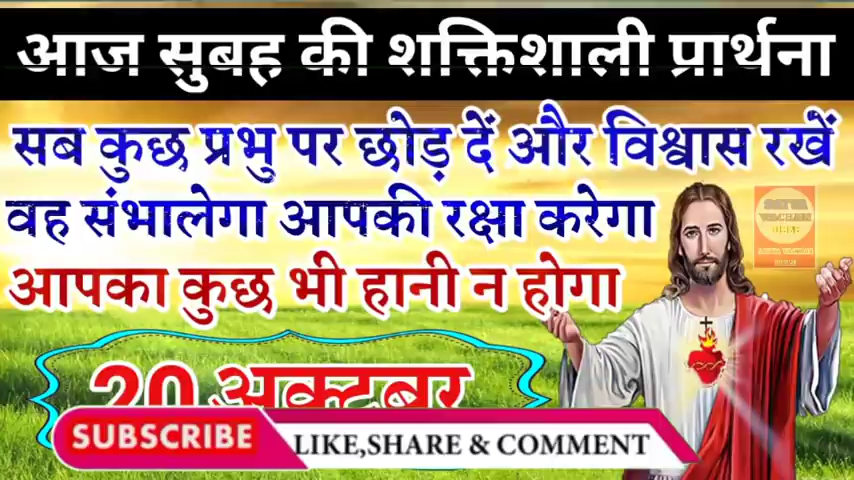 आज सुबह की शक्तिशाली प्रार्थना
सब कुछ प्रभु पर छोड़ दें और विश्वास रखें
वह संभालेगा आपकी रक्षा करेगा
आपका कुछ भी हानी न होगा
20 अक्टूबर
SUBSCRIBE
LIKE,SHARE & COMMENT